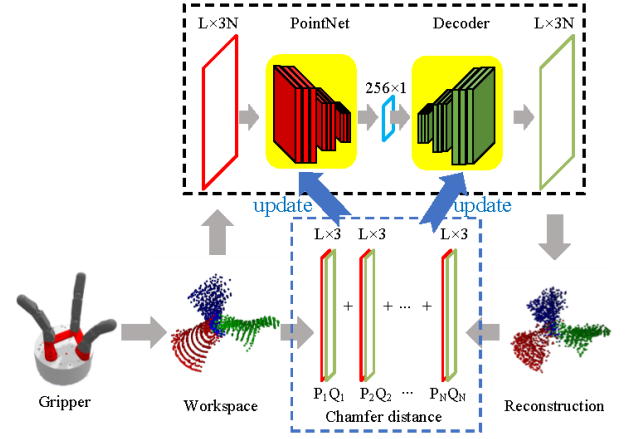 L×3N PointNet Decoder L×3N
256×1
update update
L×3 L×3 L×3
+ + ... +
P₁Q₁ P₂Q₂ ... PₙQₙ
Gripper Workspace Chamfer distance Reconstruction